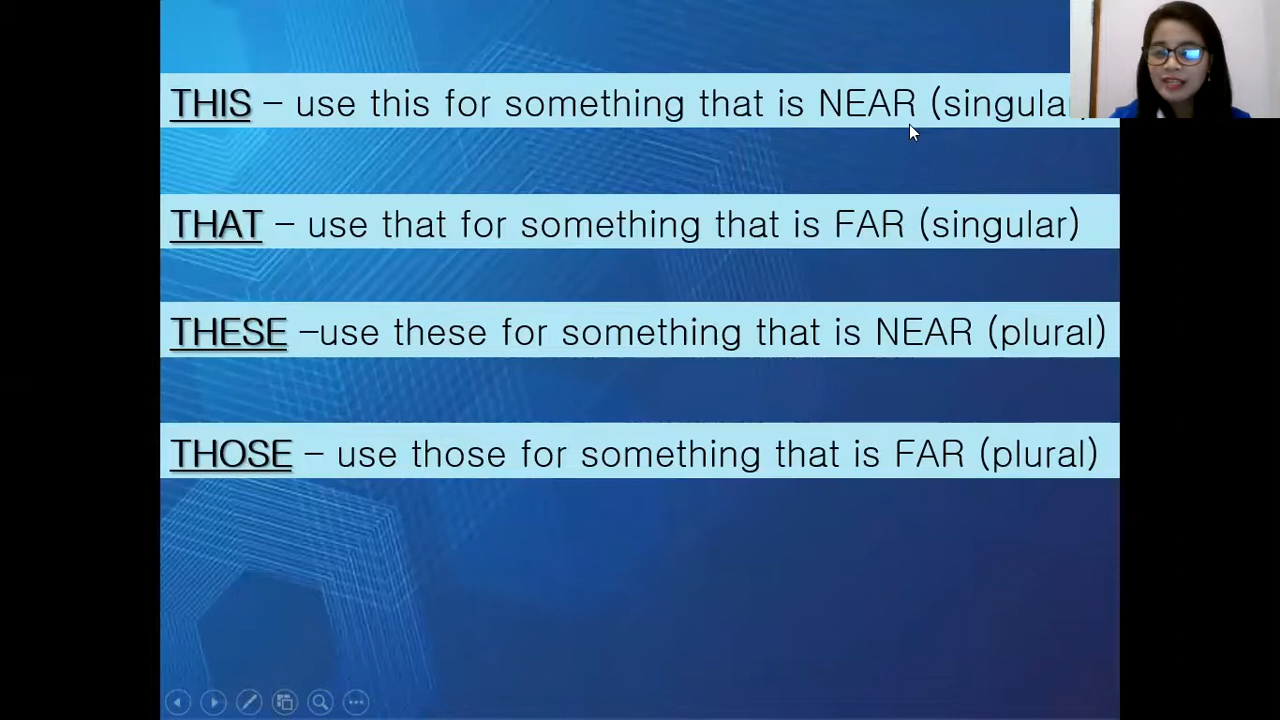 THIS – use this for something that is NEAR (singular
THAT – use that for something that is FAR (singular)
THESE –use these for something that is NEAR (plural)
THOSE – use those for something that is FAR (plural)